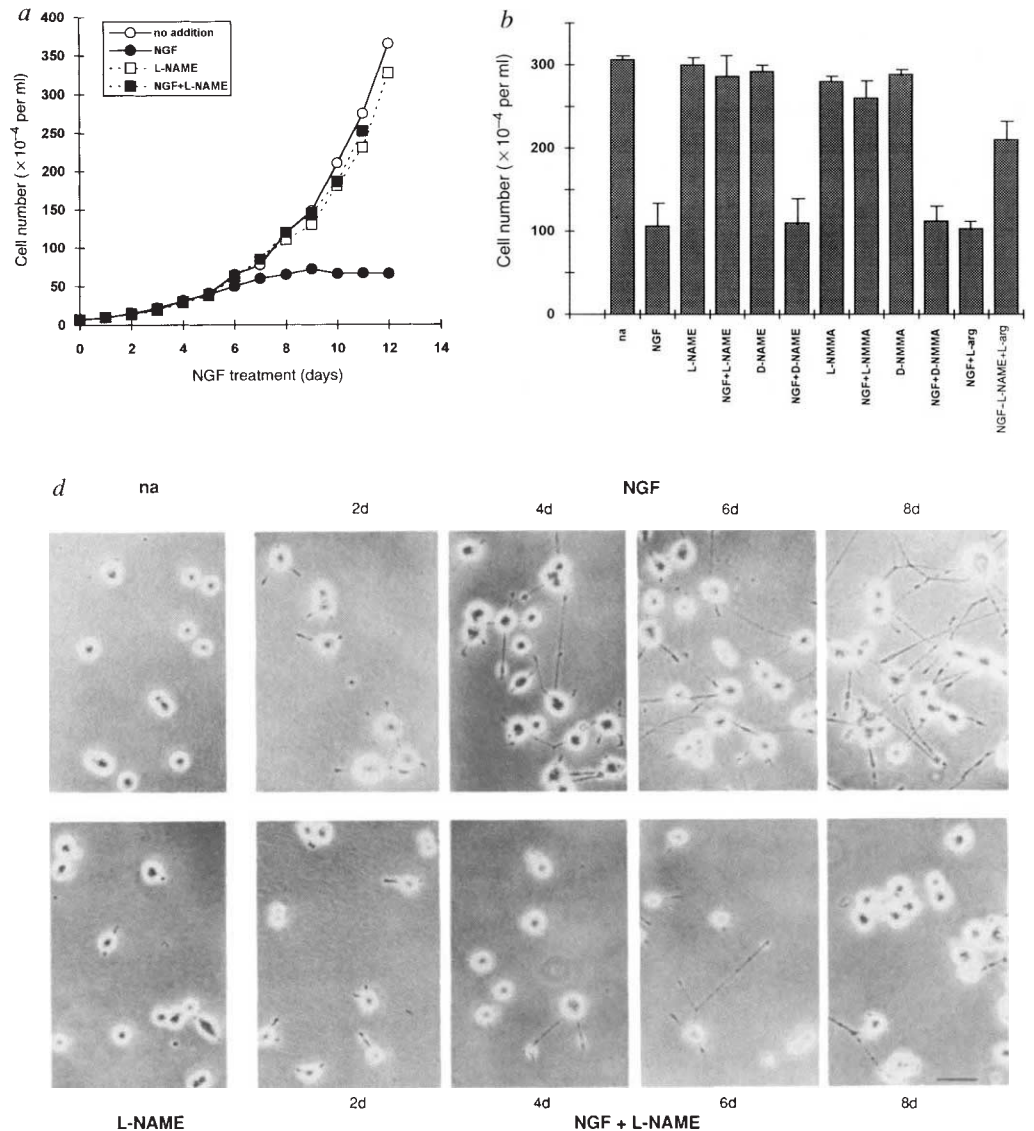 a
no addition
NGF
L-NAME
NGF+L-NAME
Cell number (× 10⁻⁴ per ml)
400
350
300
250
200
150
100
50
0
0 2 4 6 8 10 12 14
NGF treatment (days)
b
Cell number (× 10⁻⁴ per ml)
300
200
100
0
na
NGF
L-NAME
NGF+L-NAME
D-NAME
NGF+D-NAME
L-NMMA
NGF+L-NMMA
D-NMMA
NGF+D-NMMA
NGF+L-arg
NGF-L-NAME+L-arg
d
na
NGF
2d 4d 6d 8d
2d 4d 6d 8d
L-NAME
NGF + L-NAME